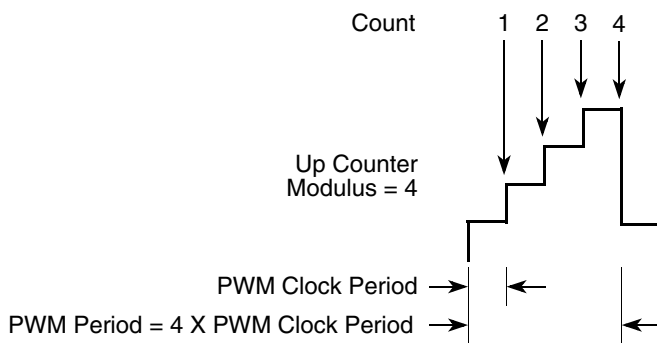 Count 1 2 3 4
Up Counter
Modulus = 4
PWM Clock Period
PWM Period = 4 X PWM Clock Period